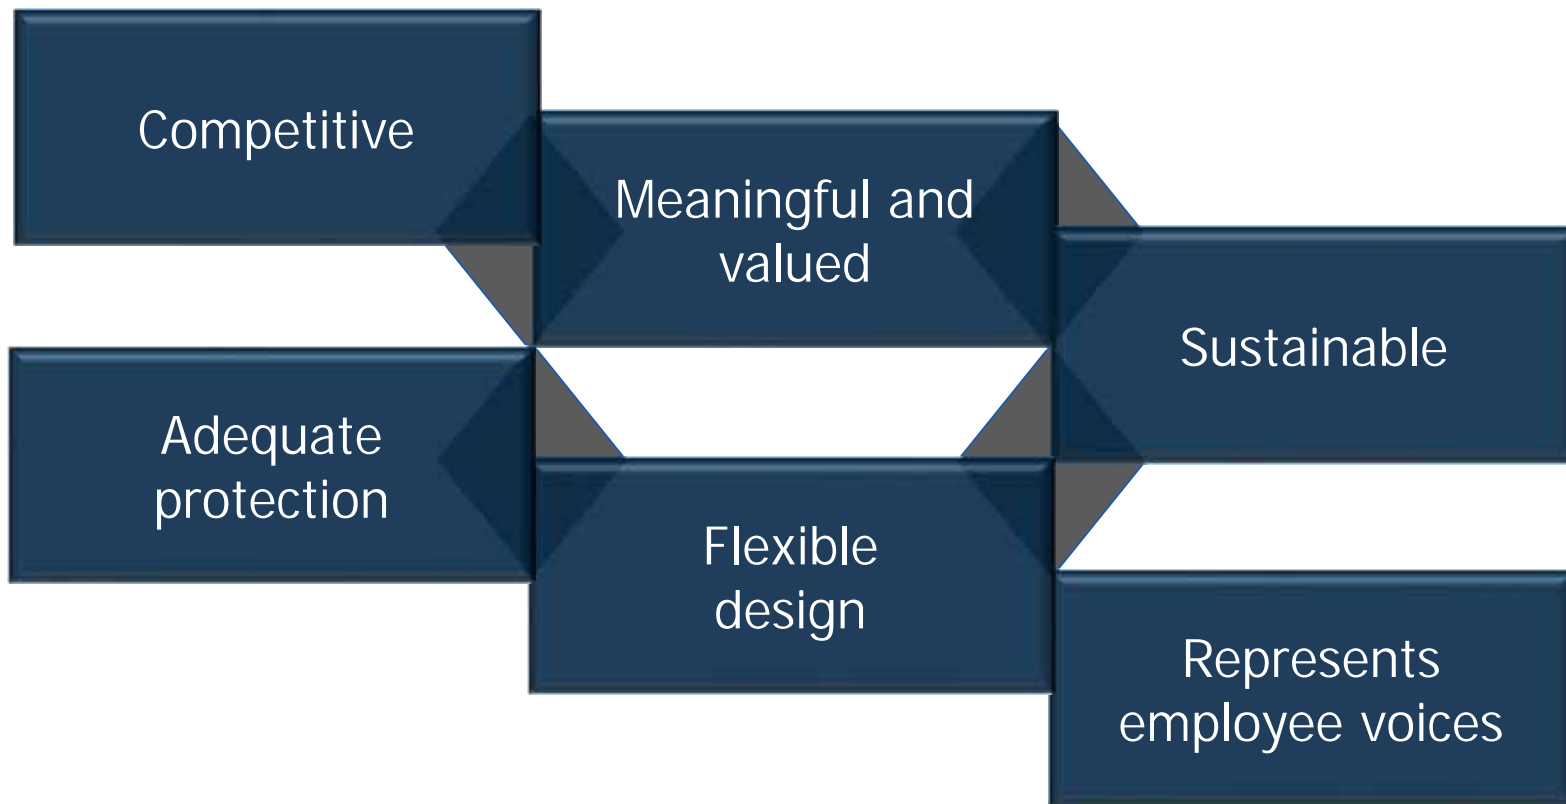 Competitive
Meaningful and
valued
Sustainable
Adequate
protection
Flexible
design
Represents
employee voices